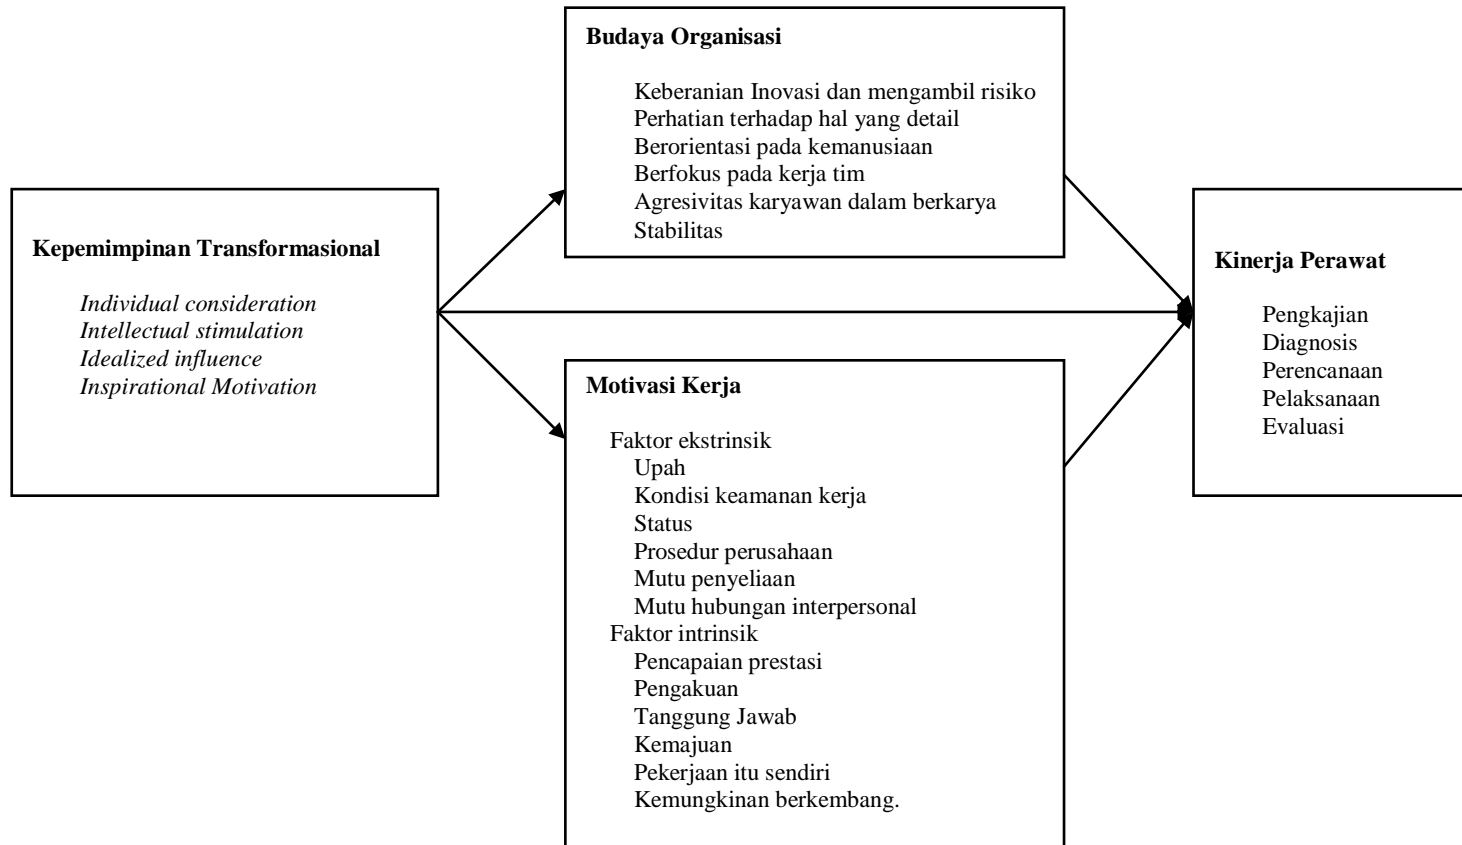 Budaya Organisasi
Keberanian Inovasi dan mengambil risiko
Perhatian terhadap hal yang detail
Berorientasi pada kemanusiaan
Berfokus pada kerja tim
Agresivitas karyawan dalam berkarya
Stabilitas
Kepemimpinan Transformasional
Individual consideration
Intellectual stimulation
Idealized influence
Inspirational Motivation
Motivasi Kerja
Faktor ekstrinsik
Upah
Kondisi keamanan kerja
Status
Prosedur perusahaan
Mutu penyeliaan
Mutu hubungan interpersonal
Faktor intrinsik
Pencapaian prestasi
Pengakuan
Tanggung Jawab
Kemajuan
Pekerjaan itu sendiri
Kemungkinan berkembang.
Kinerja Perawat
Pengkajian
Diagnosis
Perencanaan
Pelaksanaan
Evaluasi